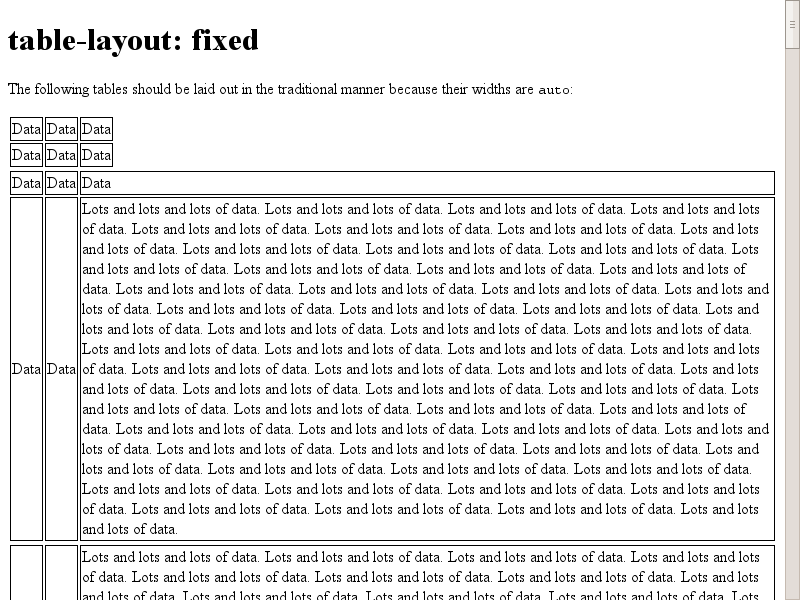 table-layout: fixed
The following tables should be laid out in the traditional manner because their widths are auto:
Data Data Data
Data Data Data
Data Data Data
Lots and lots and lots of data. Lots and lots and lots of data. Lots and lots and lots of data. Lots and lots and lots
of data. Lots and lots and lots of data. Lots and lots and lots of data. Lots and lots and lots of data. Lots and lots
and lots of data. Lots and lots and lots of data. Lots and lots and lots of data. Lots and lots and lots of data. Lots
and lots and lots of data. Lots and lots and lots of data. Lots and lots and lots of data. Lots and lots and lots of
data. Lots and lots and lots of data. Lots and lots and lots of data. Lots and lots and lots of data. Lots and lots and
lots of data. Lots and lots and lots of data. Lots and lots and lots of data. Lots and lots and lots of data. Lots and
lots and lots of data. Lots and lots and lots of data. Lots and lots and lots of data. Lots and lots and lots of data.
Lots and lots and lots of data. Lots and lots and lots of data. Lots and lots and lots of data. Lots and lots and lots
Data Data of data. Lots and lots and lots of data. Lots and lots and lots of data. Lots and lots and lots of data. Lots and lots
and lots of data. Lots and lots and lots of data. Lots and lots and lots of data. Lots and lots and lots of data. Lots
and lots and lots of data. Lots and lots and lots of data. Lots and lots and lots of data. Lots and lots and lots of
data. Lots and lots and lots of data. Lots and lots and lots of data. Lots and lots and lots of data. Lots and lots and
lots of data. Lots and lots and lots of data. Lots and lots and lots of data. Lots and lots and lots of data. Lots and
lots and lots of data. Lots and lots and lots of data. Lots and lots and lots of data. Lots and lots and lots of data.
Lots and lots and lots of data. Lots and lots and lots of data. Lots and lots and lots of data. Lots and lots and lots
of data. Lots and lots and lots of data. Lots and lots and lots of data. Lots and lots and lots of data. Lots and lots
and lots of data.
Lots and lots and lots of data. Lots and lots and lots of data. Lots and lots and lots of data. Lots and lots and lots
of data. Lots and lots and lots of data. Lots and lots and lots of data. Lots and lots and lots of data. Lots and lots
and lots of data. Lots and lots and lots of data. Lots and lots and lots of data. Lots and lots and lots of data. Lots